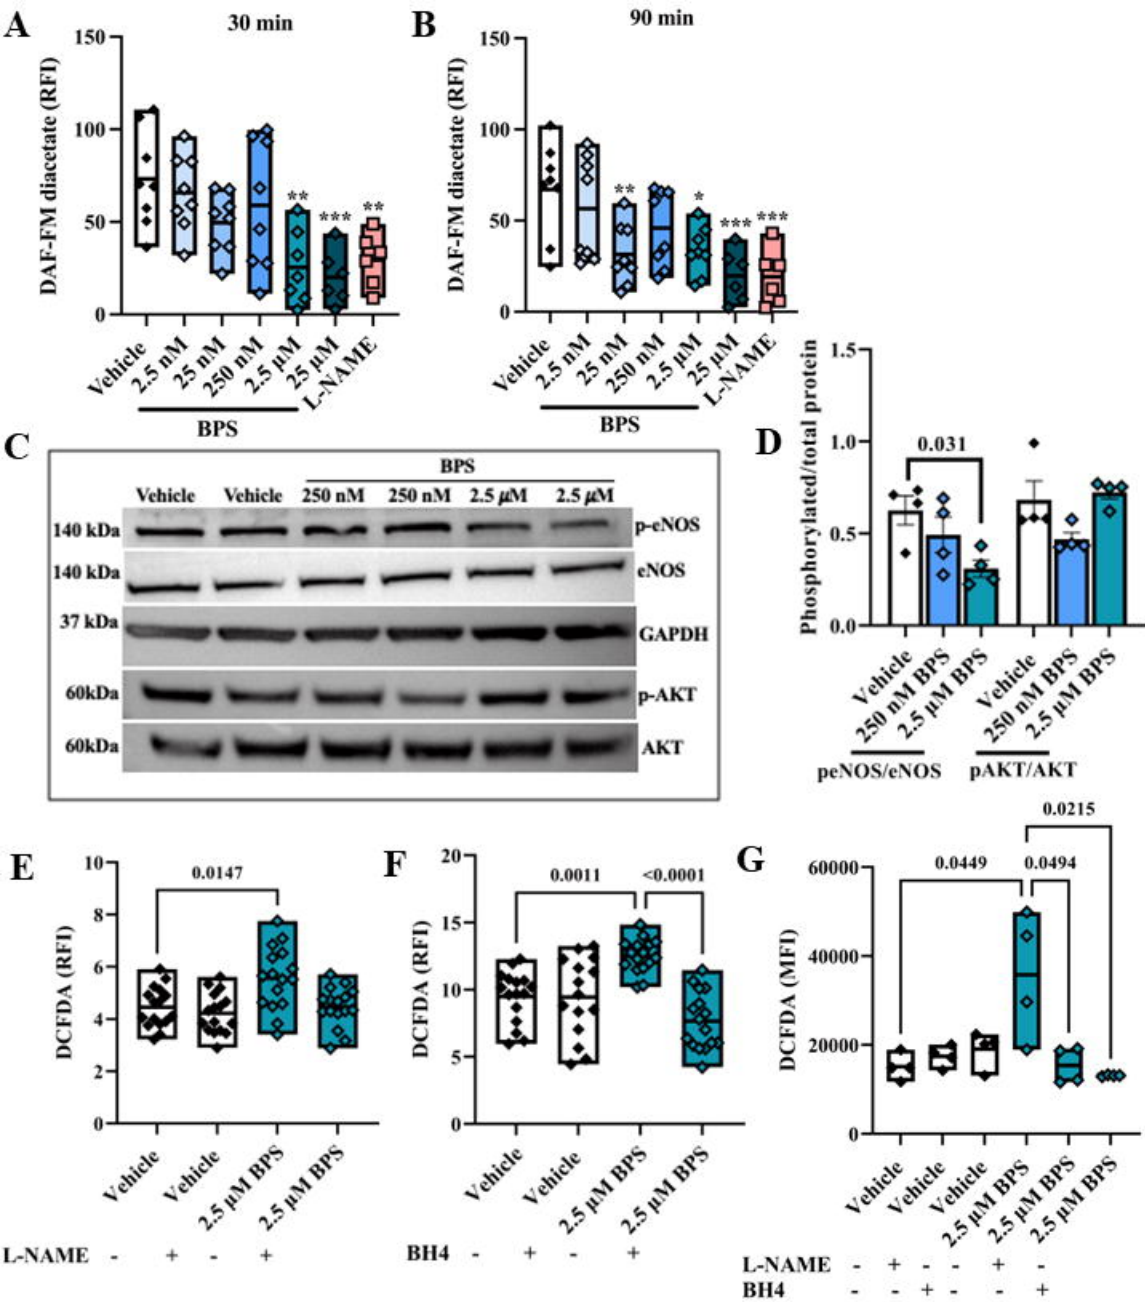 A
30 min
DAF-FM diacetate (RFI)
150
100
50
0
**
***
**
Vehicle
2.5 nM
25 nM
250 nM
2.5 μM
25 μM
L-NAME
BPS
B
90 min
DAF-FM diacetate (RFI)
150
100
50
0
**
*
***
***
Vehicle
2.5 nM
25 nM
250 nM
2.5 μM
25 μM
L-NAME
BPS
C
BPS
Vehicle Vehicle 250 nM 250 nM 2.5 μM 2.5 μM
140 kDa p-eNOS
140 kDa eNOS
37 kDa GAPDH
60kDa p-AKT
60kDa AKT
D
Phosphorylated/total protein
1.5
1.0
0.5
0.0
0.031
Vehicle
250 nM BPS
2.5 μM BPS
Vehicle
250 nM BPS
2.5 μM BPS
peNOS/eNOS pAKT/AKT
E
DCFDA (RFI)
10
8
6
4
2
0
0.0147
Vehicle
Vehicle
2.5 μM BPS
2.5 μM BPS
L-NAME - + - +
F
DCFDA (RFI)
20
15
10
5
0
0.0011 <0.0001
Vehicle
Vehicle
2.5 μM BPS
2.5 μM BPS
BH4 - + - +
G
DCFDA (MFI)
60000
40000
20000
0
0.0215
0.0449 0.0494
Vehicle
Vehicle
Vehicle
2.5 μM BPS
2.5 μM BPS
2.5 μM BPS
L-NAME - + - - + -
BH4 - - + - - +